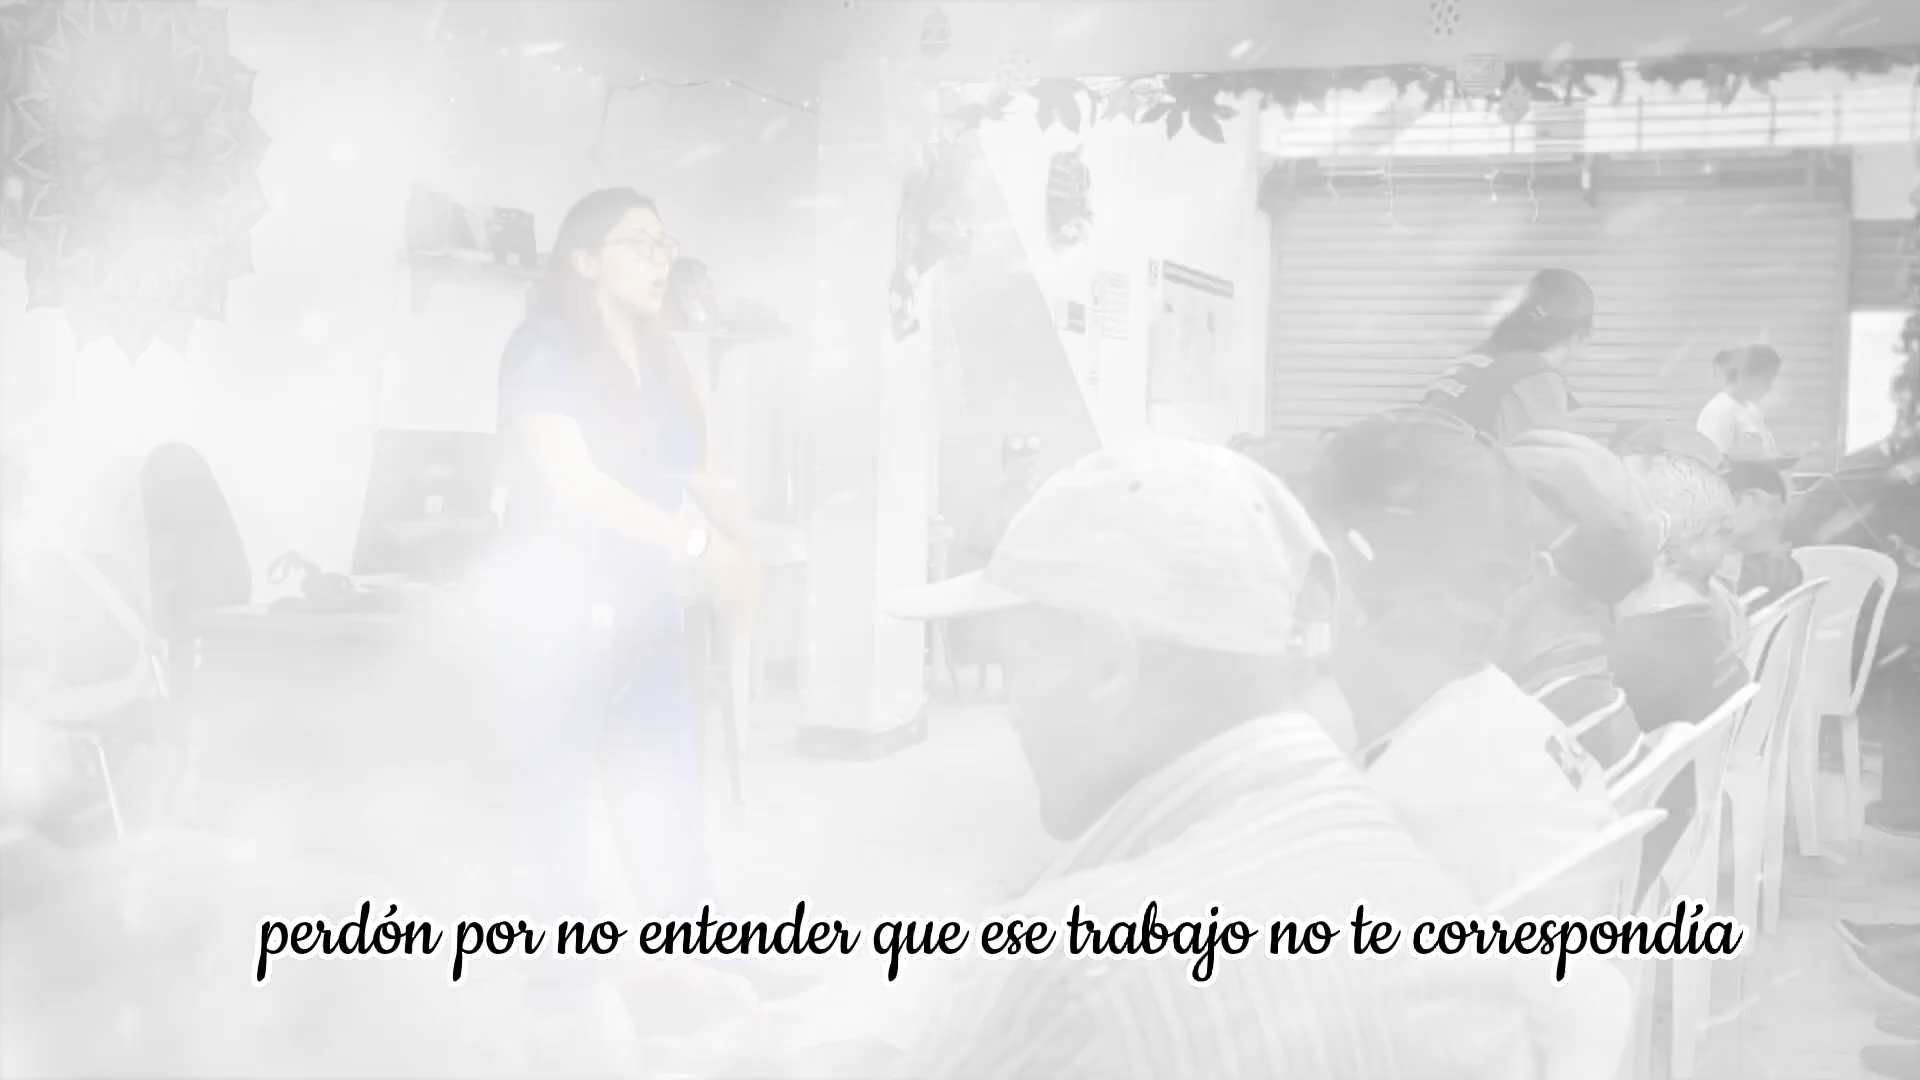 perdón por no entender que ese trabajo no te correspondía